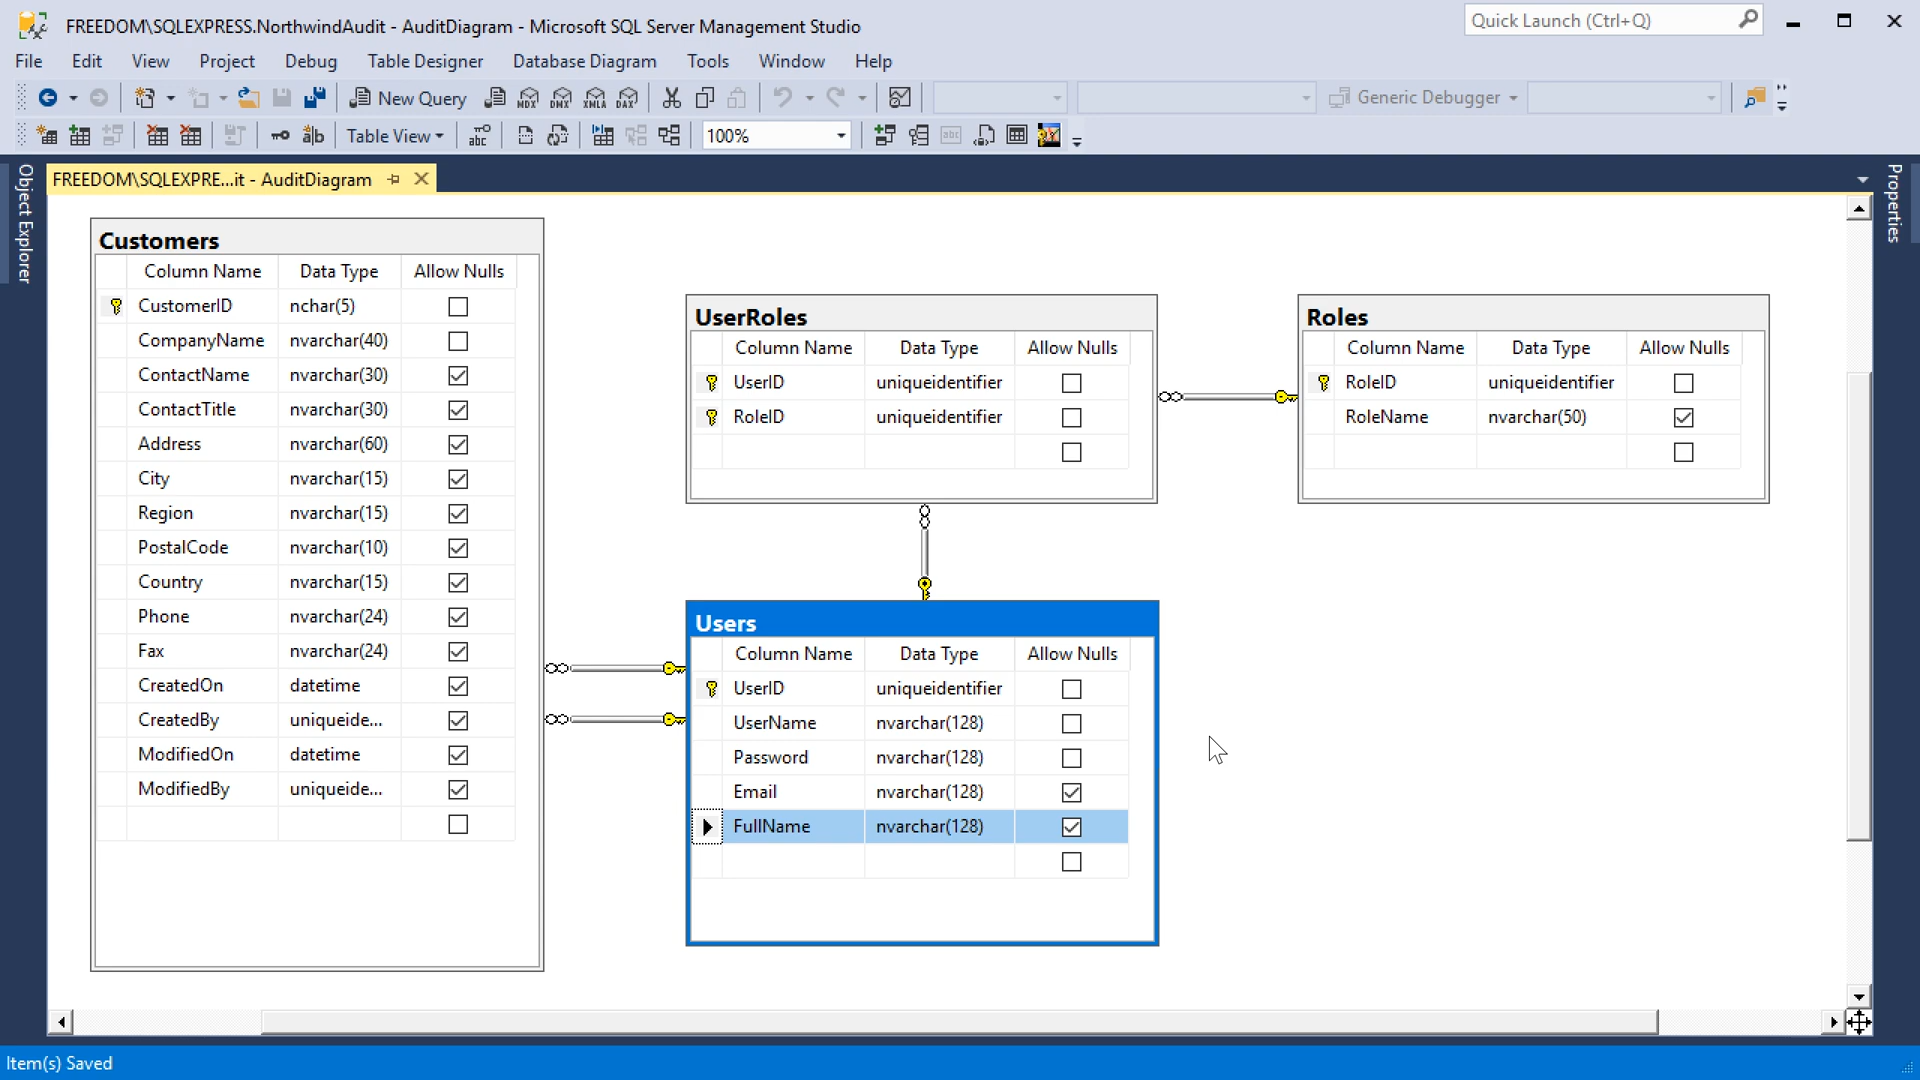 FREEDOM\SQLEXPRESS.NorthwindAudit - AuditDiagram - Microsoft SQL Server Management Studio
Quick Launch (Ctrl+Q)
File Edit View Project Debug Table Designer Database Diagram Tools Window Help
New Query MDX DMX XMLA DAX Generic Debugger
Table View 100%
Object Explorer
FREEDOM\SQLEXPRE...it - AuditDiagram
Properties
Customers
Column Name Data Type Allow Nulls
CustomerID nchar(5)
CompanyName nvarchar(40)
ContactName nvarchar(30)
ContactTitle nvarchar(30)
Address nvarchar(60)
City nvarchar(15)
Region nvarchar(15)
PostalCode nvarchar(10)
Country nvarchar(15)
Phone nvarchar(24)
Fax nvarchar(24)
CreatedOn datetime
CreatedBy uniqueide...
ModifiedOn datetime
ModifiedBy uniqueide...
UserRoles
Column Name Data Type Allow Nulls
UserID uniqueidentifier
RoleID uniqueidentifier
Roles
Column Name Data Type Allow Nulls
RoleID uniqueidentifier
RoleName nvarchar(50)
Users
Column Name Data Type Allow Nulls
UserID uniqueidentifier
UserName nvarchar(128)
Password nvarchar(128)
Email nvarchar(128)
FullName nvarchar(128)
Item(s) Saved